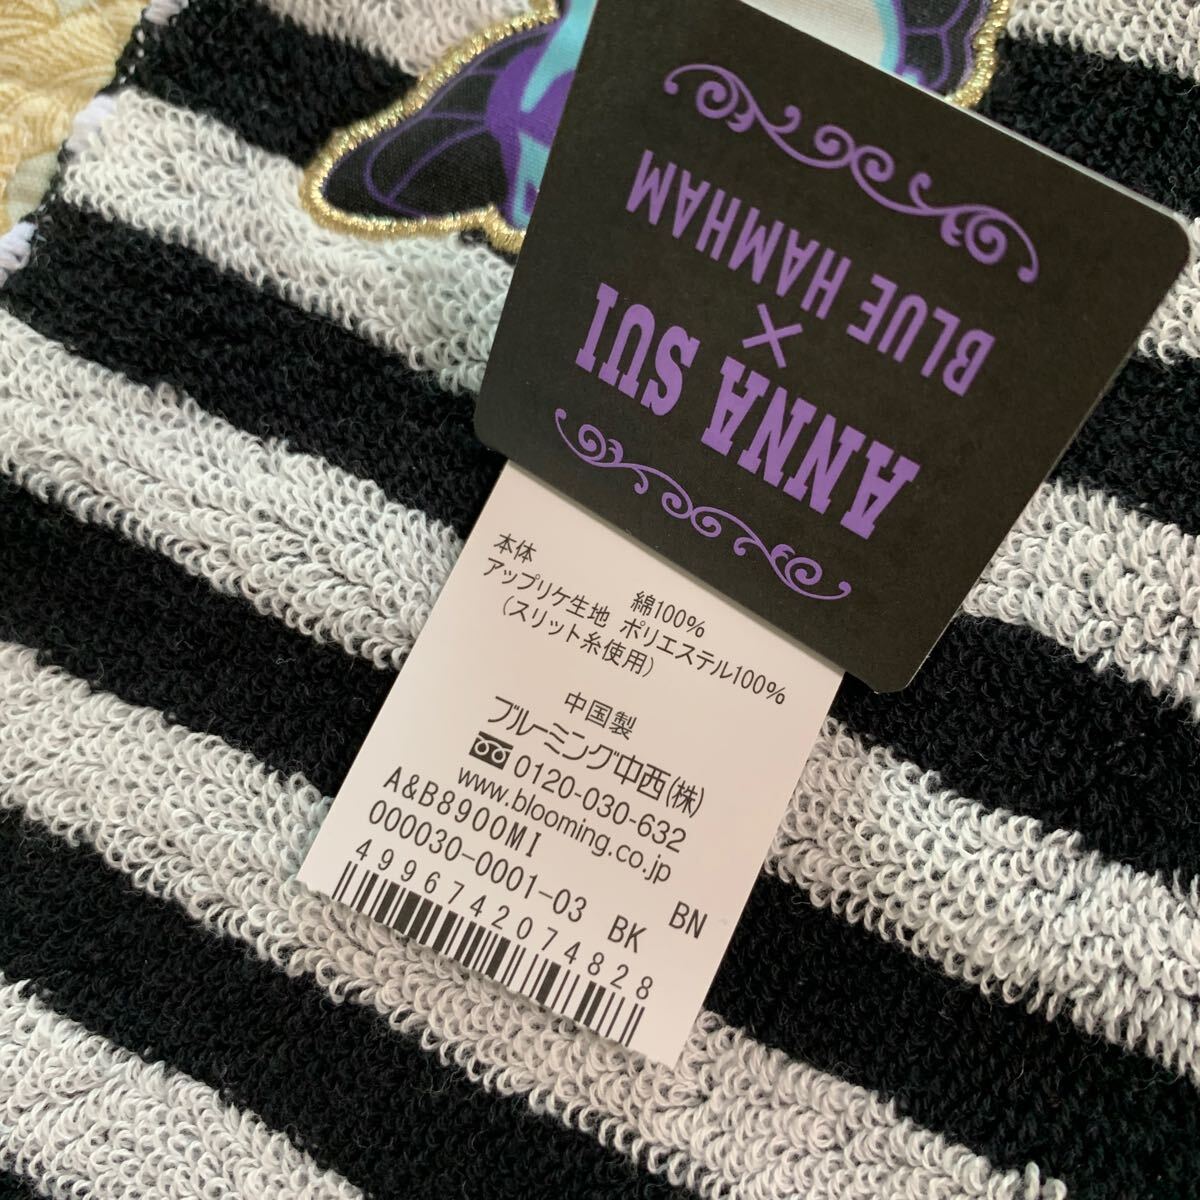 ANNA SUI
×
BLUE HAMHAM
本体 綿100%
アップリケ生地 ポリエステル100%
(スリット糸使用)
中国製
ブルーミング中西(株)
0120-030-632
www.blooming.co.jp
A&B8900MI
000030-0001-03 BK BN
4996742074828